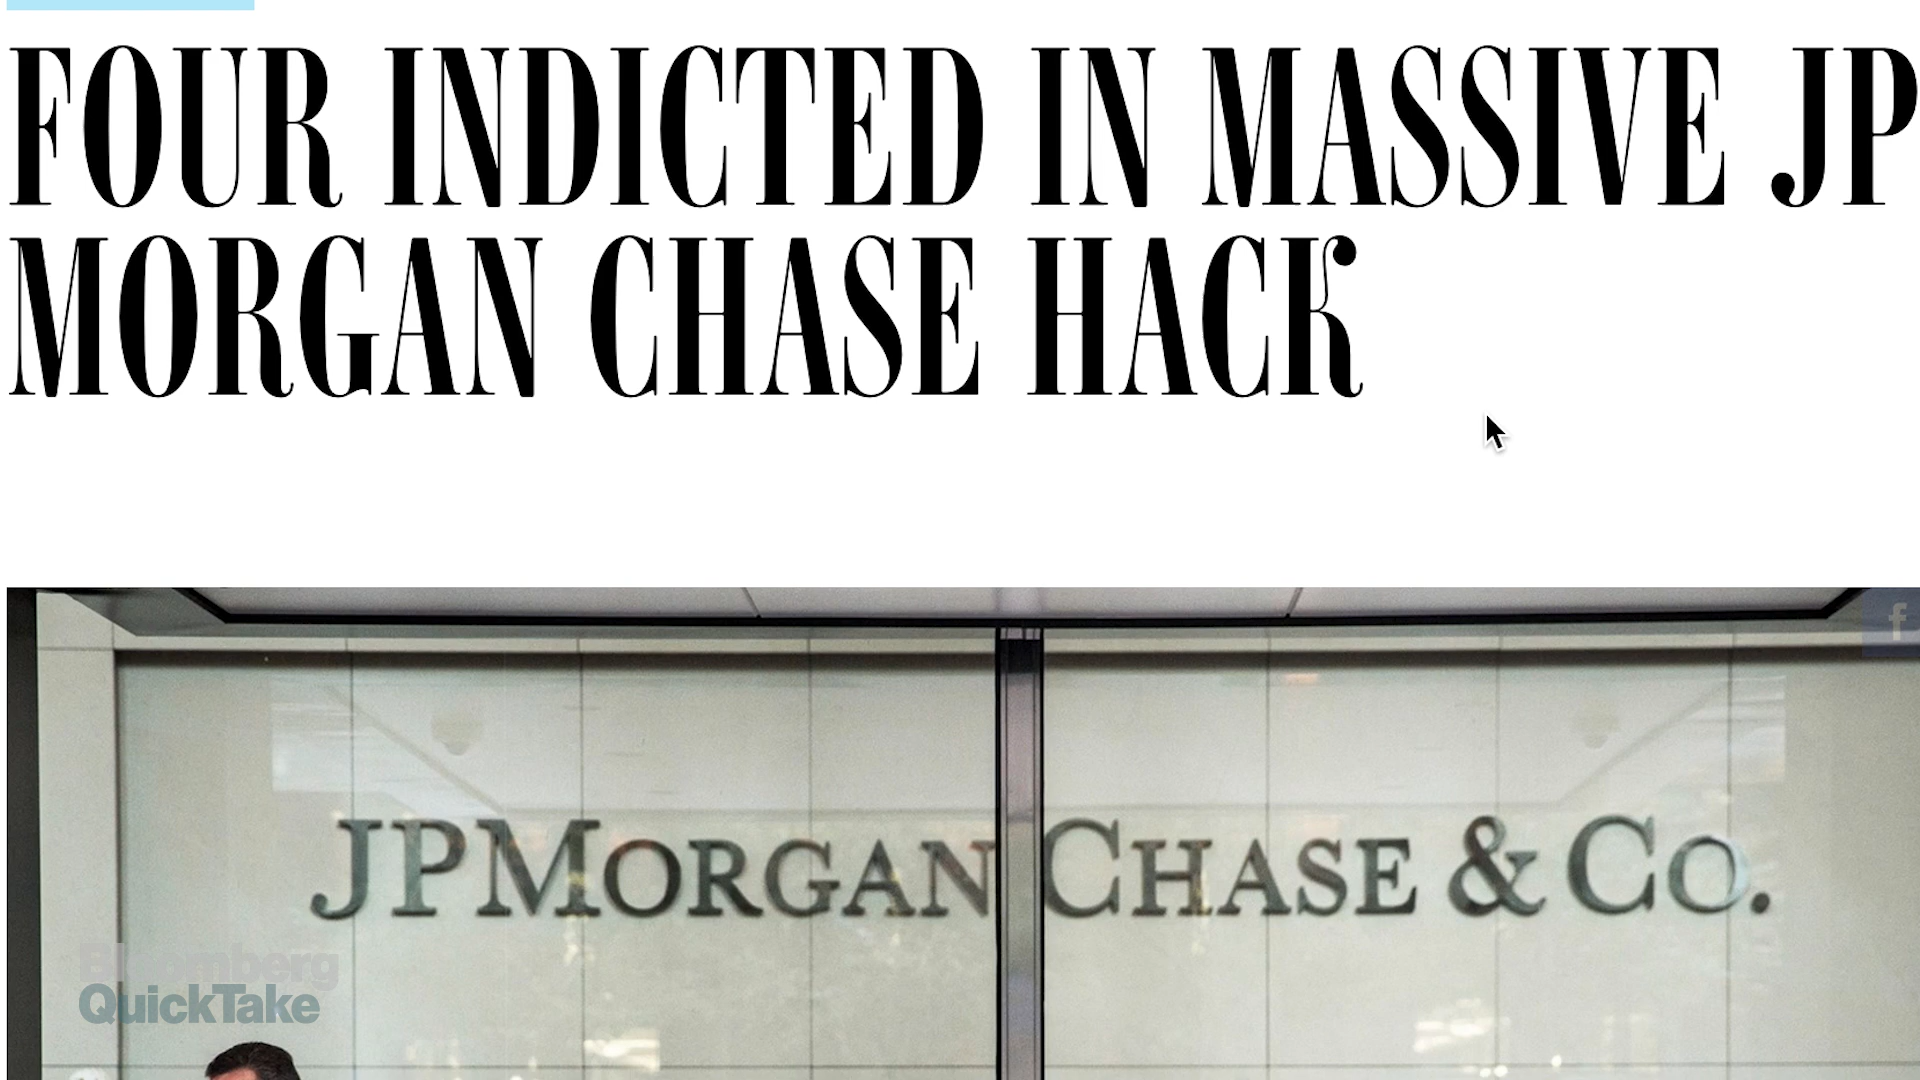 FOUR INDICTED IN MASSIVE JP
MORGAN CHASE HACK
f
JPMORGAN CHASE & CO.
Bloomberg
QuickTake